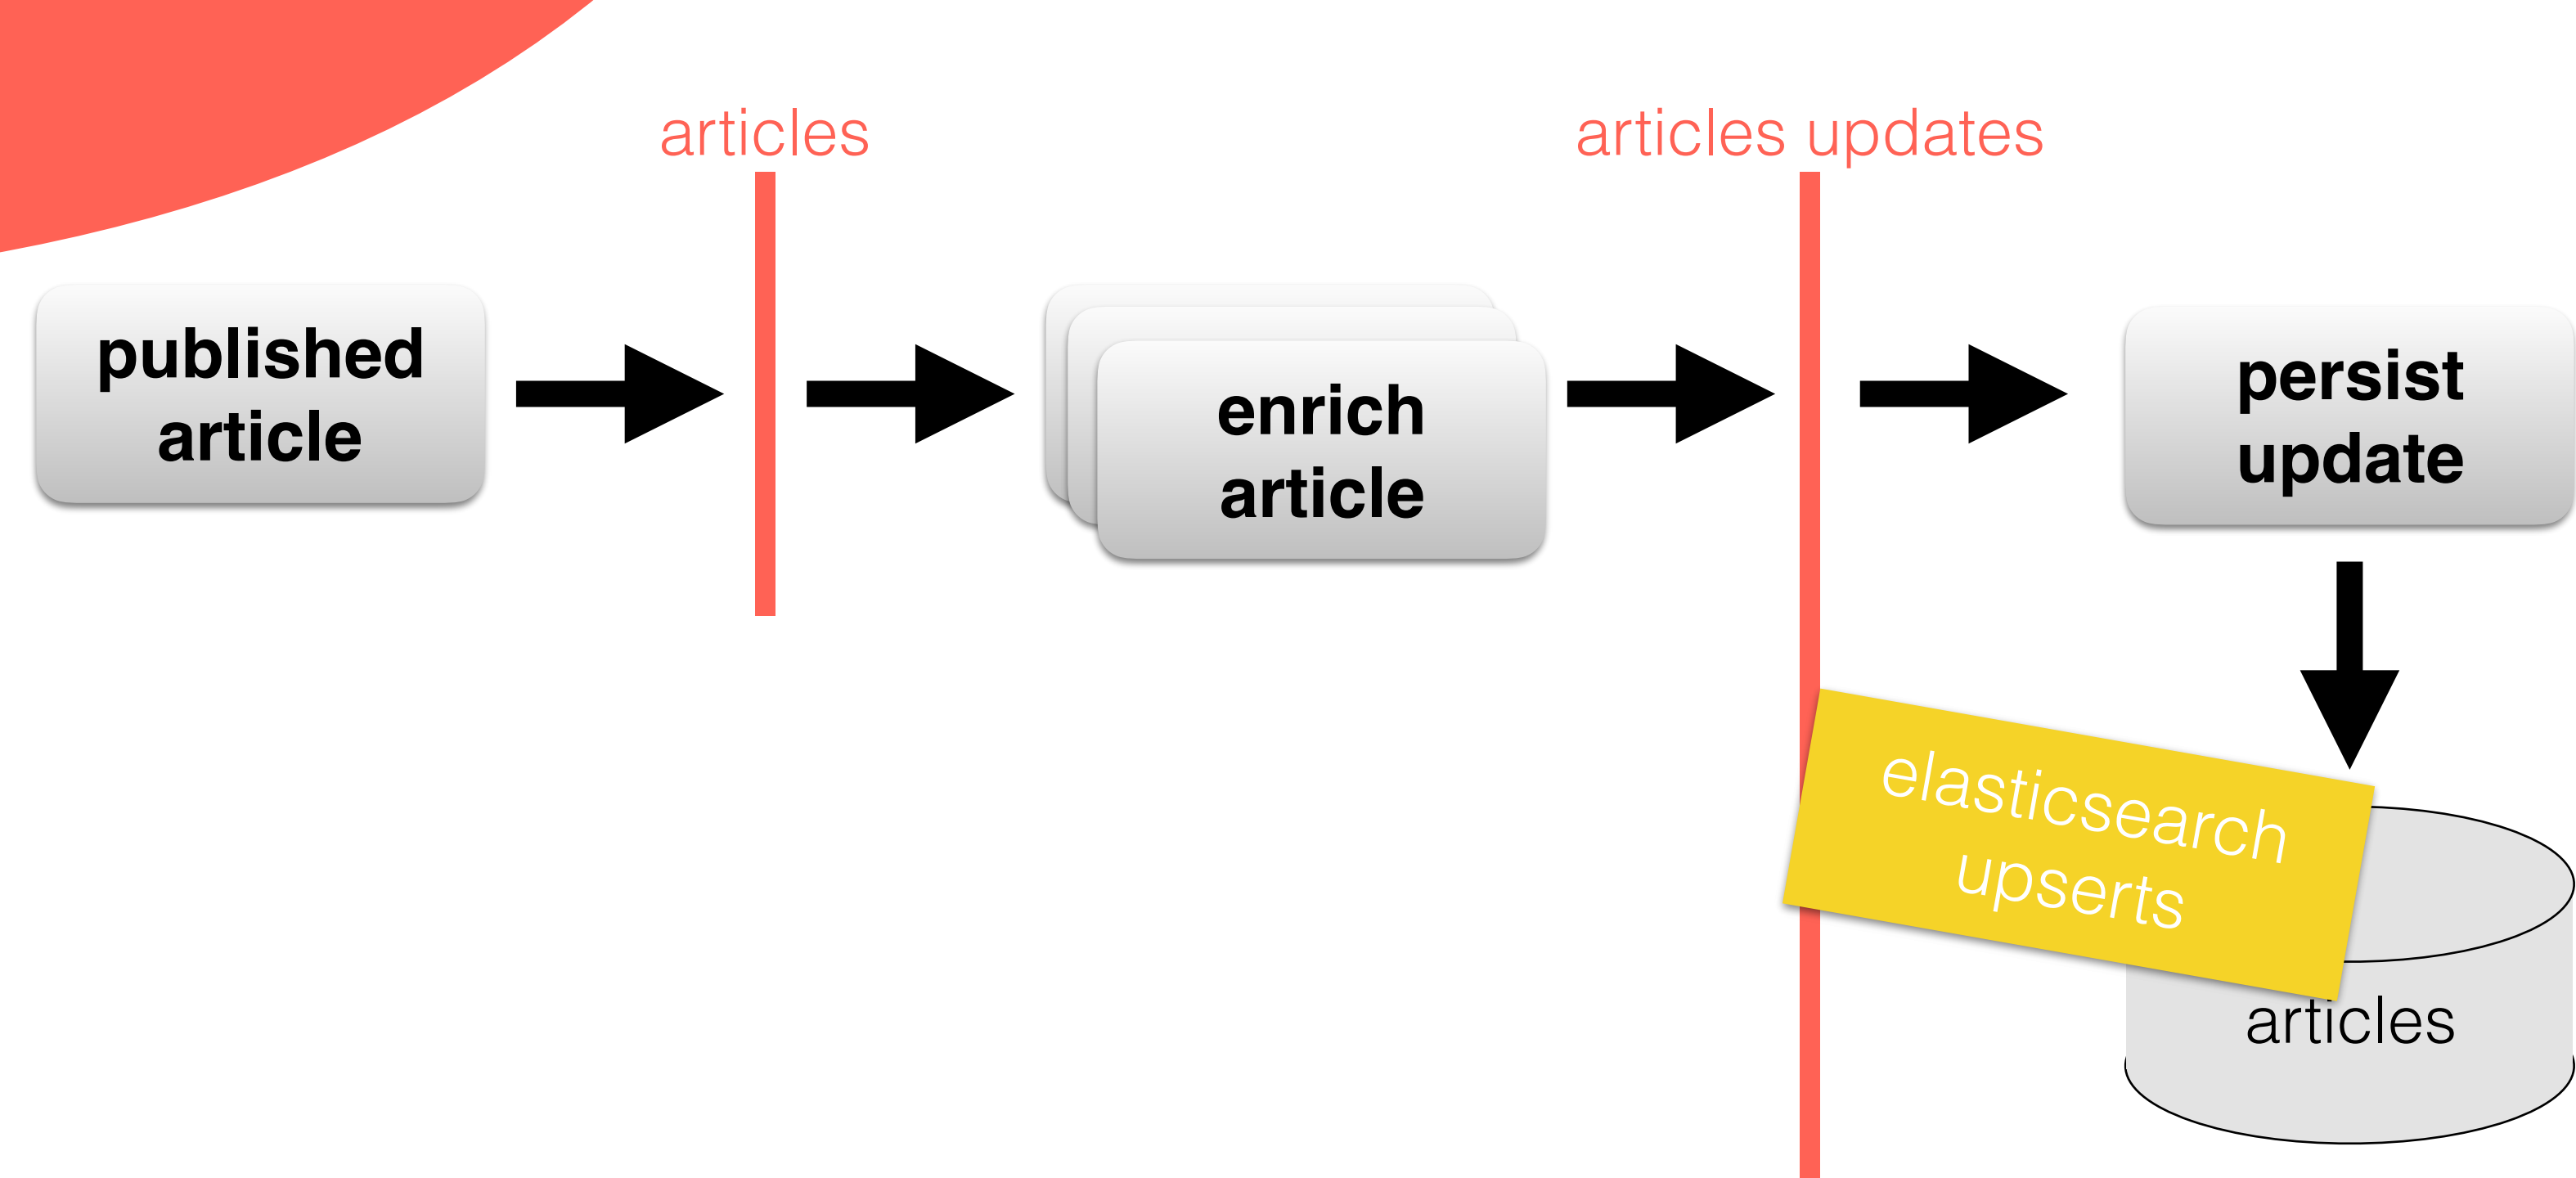 articles
articles updates
published
article
enrich
article
persist
update
elasticsearch
upserts
articles